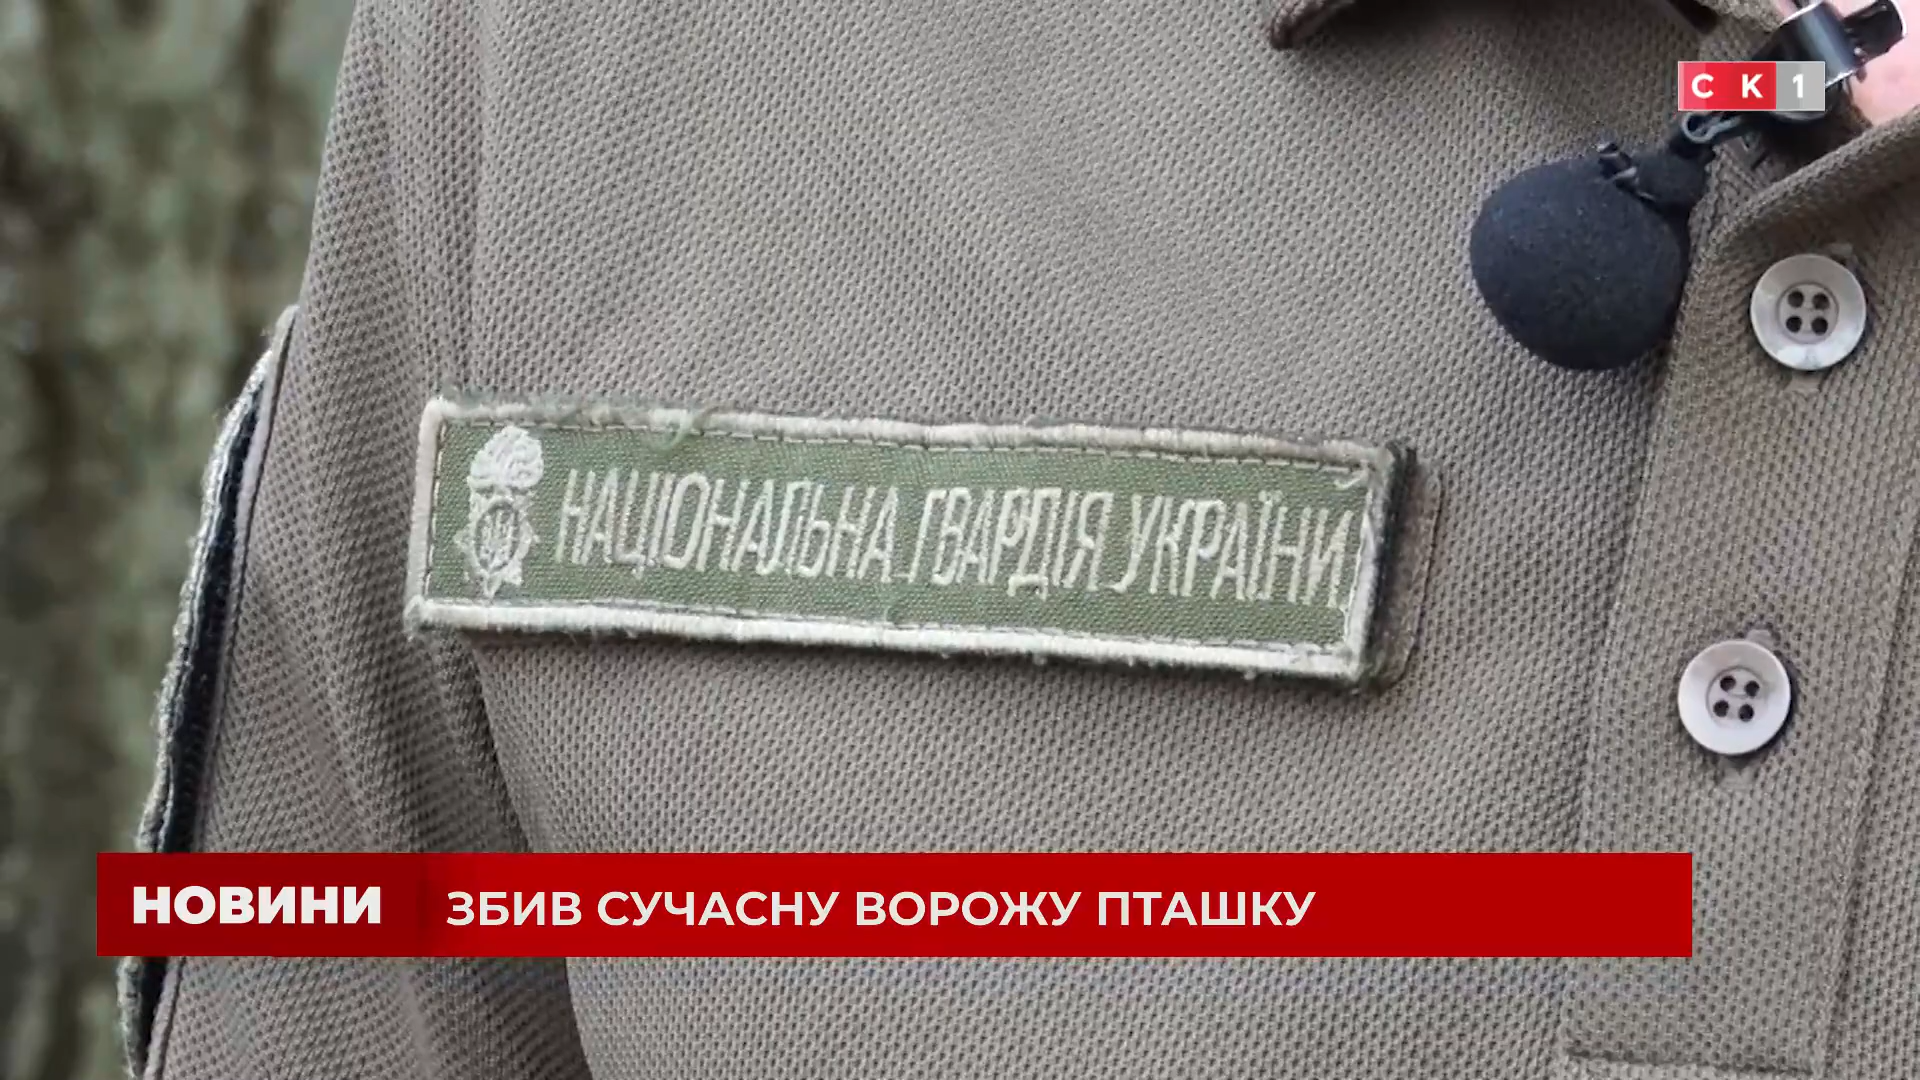 СК1
НАЦІОНАЛЬНА ГВАРДІЯ УКРАЇНИ
НОВИНИ ЗБИВ СУЧАСНУ ВОРОЖУ ПТАШКУ